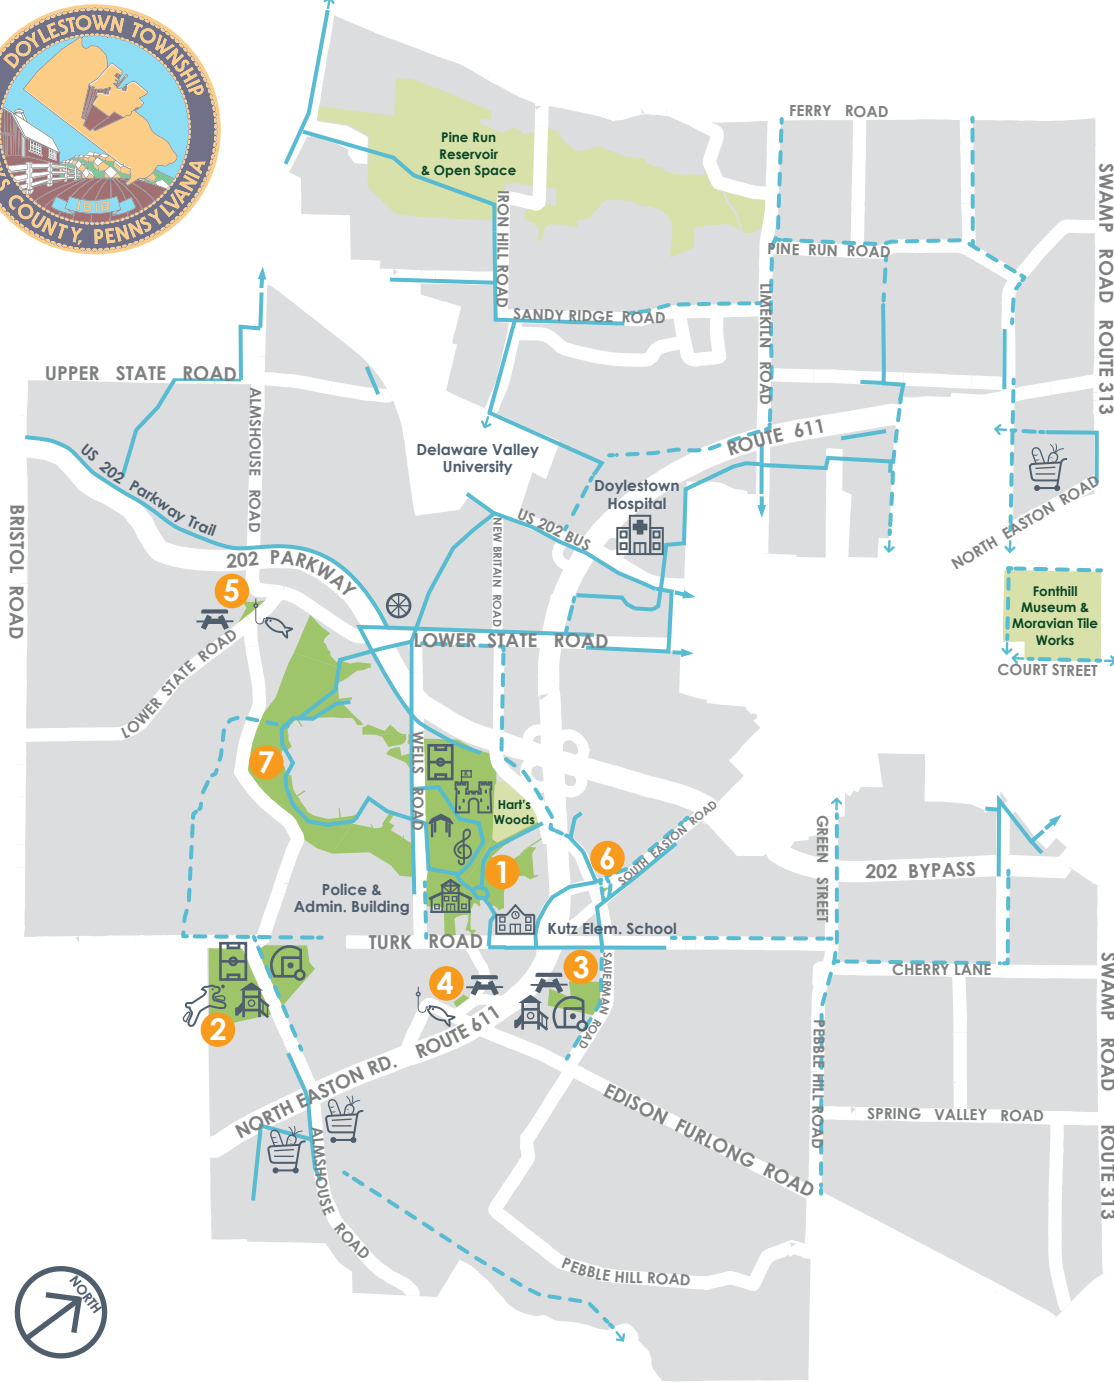 DOYLESTOWN TOWNSHIP
S COUNTY, PENNSYLVANIA
1818
FERRY ROAD
Pine Run
Reservoir
& Open Space
SWAMP ROAD ROUTE 313
IRON HILL ROAD
PINE RUN ROAD
LIMEKILN ROAD
SANDY RIDGE ROAD
UPPER STATE ROAD
ALMSHOUSE ROAD
ROUTE 611
Delaware Valley
University
US 202 Parkway Trail
Doylestown
Hospital
NORTH EASTON ROAD
BRISTOL ROAD
US 202 BUS
NEW BRITAIN ROAD
202 PARKWAY
5
Fonthill
Museum &
Moravian Tile
Works
LOWER STATE ROAD
LOWER STATE ROAD
COURT STREET
7
WELLS ROAD
Hart's
Woods
SOUTH EASTON ROAD
GREEN STREET
6
1
202 BYPASS
Police &
Admin. Building
Kutz Elem. School
TURK ROAD
SAUERMAN ROAD
CHERRY LANE
3
4
2
SWAMP ROAD ROUTE 313
NORTH EASTON RD. ROUTE 611
PEBBLE HILL ROAD
EDISON FURLONG ROAD
SPRING VALLEY ROAD
ALMSHOUSE ROAD
PEBBLE HILL ROAD
NORTH